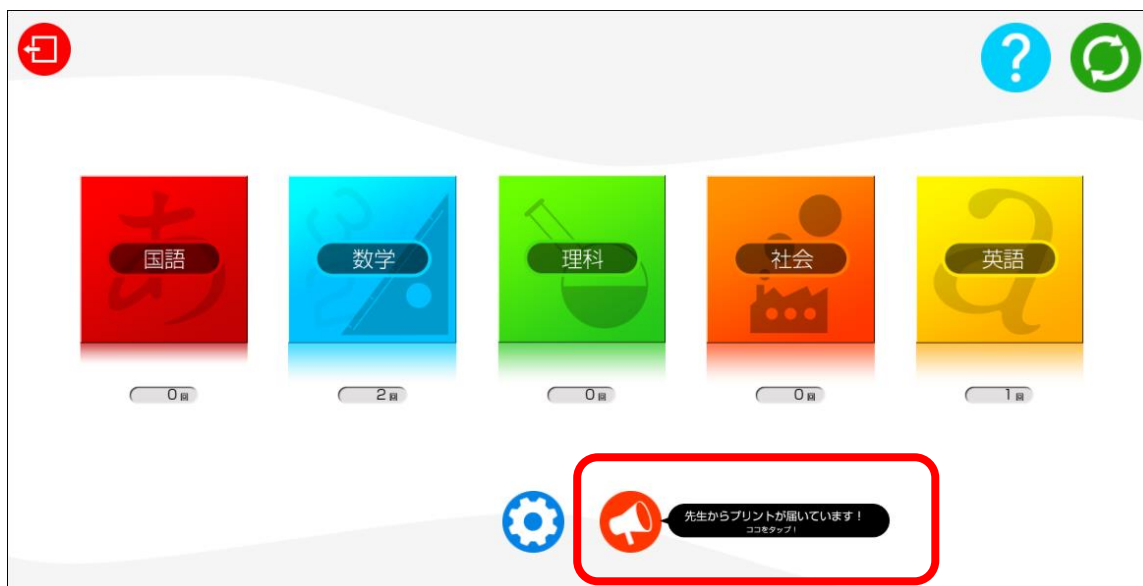 ?
国語
数学
理科
社会
英語
0回
2回
0回
0回
1回
先生からプリントが届いています！
ココをタップ！